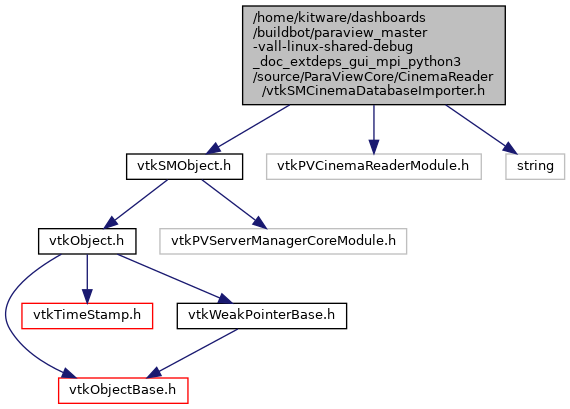 /home/kitware/dashboards
/buildbot/paraview_master
-vall-linux-shared-debug
_doc_extdeps_gui_mpi_python3
/source/ParaViewCore/CinemaReader
/vtkSMCinemaDatabaseImporter.h
vtkSMObject.h
vtkPVCinemaReaderModule.h
string
vtkObject.h
vtkPVServerManagerCoreModule.h
vtkTimeStamp.h
vtkWeakPointerBase.h
vtkObjectBase.h